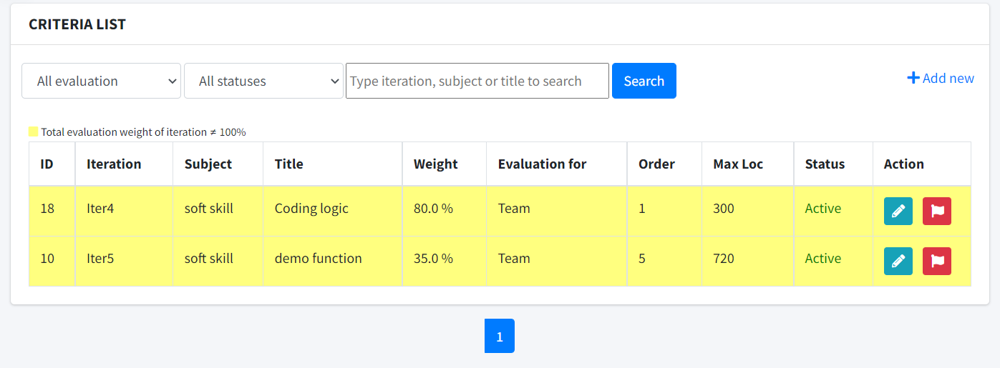 CRITERIA LIST
All evaluation All statuses Type iteration, subject or title to search Search Add new
Total evaluation weight of iteration ≠ 100%
ID Iteration Subject Title Weight Evaluation for Order Max Loc Status Action
18 Iter4 soft skill Coding logic 80.0 % Team 1 300 Active
10 Iter5 soft skill demo function 35.0 % Team 5 720 Active
1